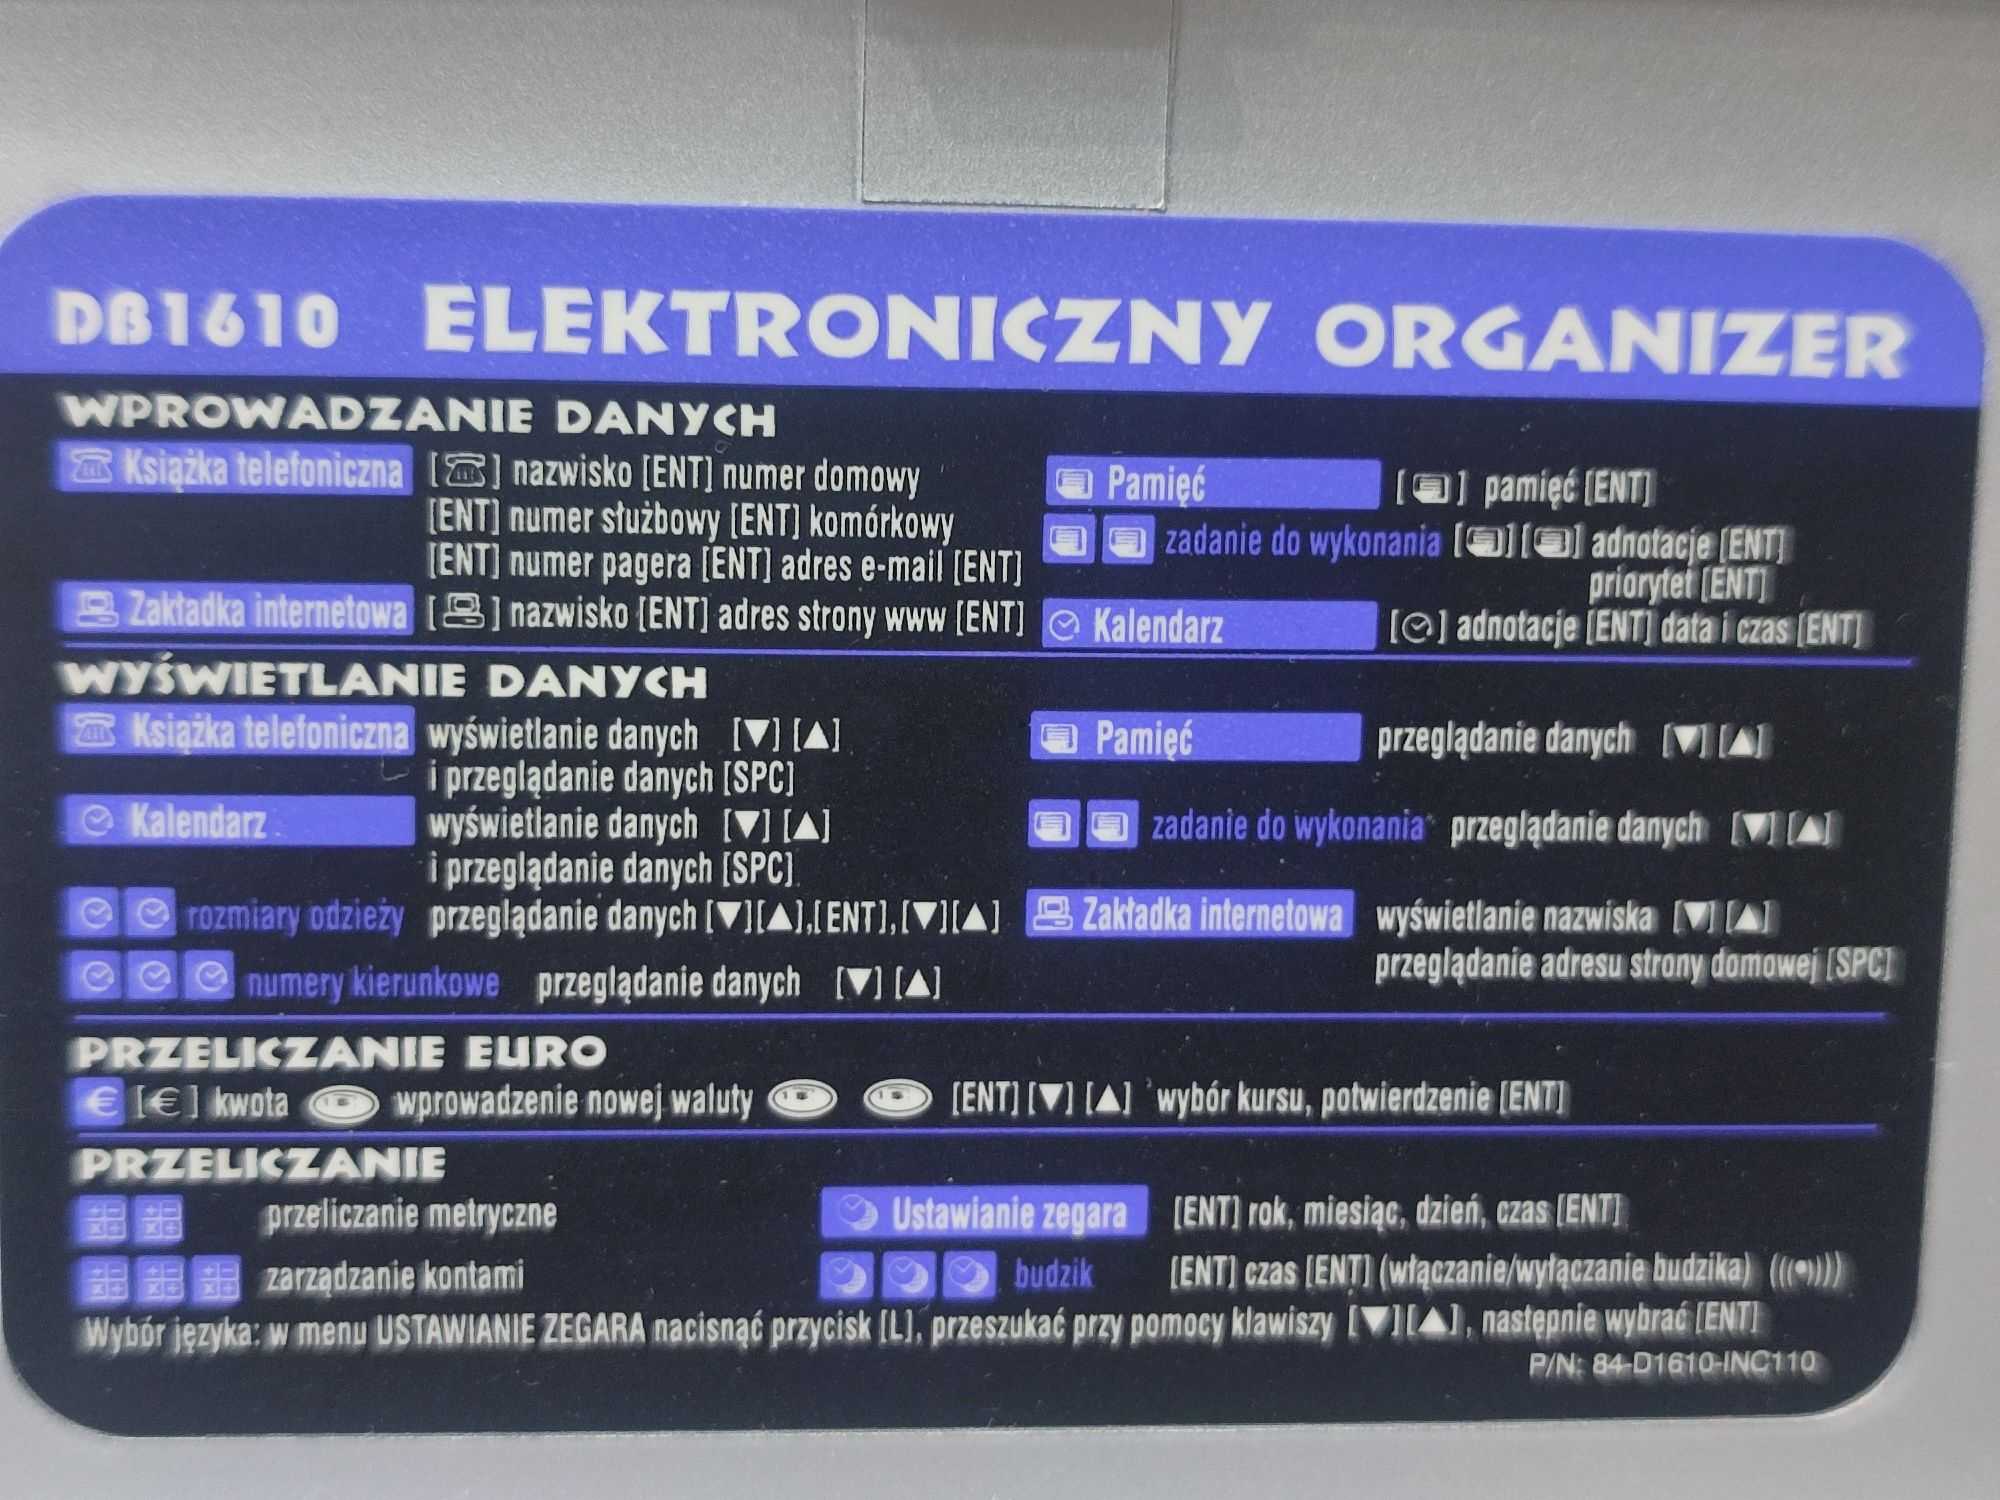 DB1610 ELEKTRONICZNY ORGANIZER
WPROWADZANIE DANYCH
Książka telefoniczna [☎] nazwisko [ENT] numer domowy
[ENT] numer służbowy [ENT] komórkowy
[ENT] numer pagera [ENT] adres e-mail [ENT]
Zakładka internetowa [ ] nazwisko [ENT] adres strony www [ENT]
Pamięć [ ] pamięć [ENT]
zadanie do wykonania [ ] [ ] adnotacje [ENT]
priorytet [ENT]
Kalendarz [ ] adnotacje [ENT] data i czas [ENT]
WYŚWIETLANIE DANYCH
Książka telefoniczna wyświetlanie danych [▼] [▲]
i przeglądanie danych [SPC]
Kalendarz wyświetlanie danych [▼] [▲]
i przeglądanie danych [SPC]
rozmiary odzieży przeglądanie danych [▼][▲],[ENT],[▼][▲]
numery kierunkowe przeglądanie danych [▼] [▲]
Pamięć przeglądanie danych [▼] [▲]
zadanie do wykonania przeglądanie danych [▼] [▲]
Zakładka internetowa wyświetlanie nazwiska [▼] [▲]
przeglądanie adresu strony domowej [SPC]
PRZELICZANIE EURO
€ [€] kwota wprowadzenie nowej waluty [ENT] [▼] [▲] wybór kursu, potwierdzenie [ENT]
PRZELICZANIE
przeliczanie metryczne
zarządzanie kontami
Ustawianie zegara [ENT] rok, miesiąc, dzień, czas [ENT]
budzik [ENT] czas [ENT] (włączanie/wyłączanie budzika) (((•))))
Wybór języka: w menu USTAWIANIE ZEGARA nacisnąć przycisk [L], przeszukać przy pomocy klawiszy [▼][▲], następnie wybrać [ENT]
P/N: 84-D1610-INC110